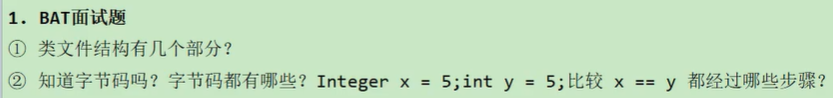 1. BAT面试题
① 类文件结构有几个部分？
② 知道字节码吗？字节码都有哪些？Integer x = 5;int y = 5;比较 x == y 都经过哪些步骤？